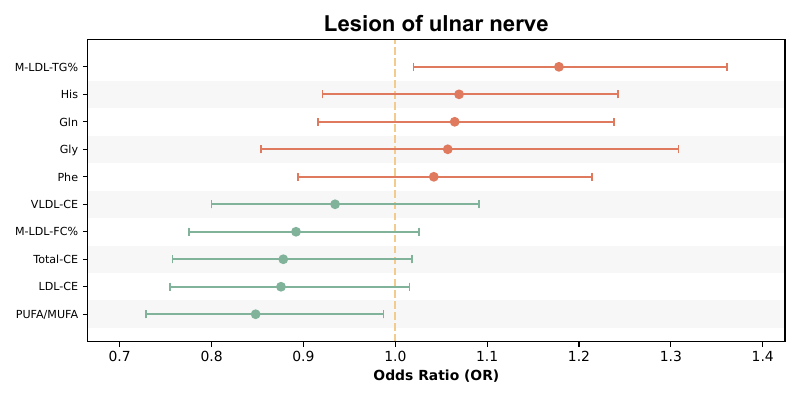 Lesion of ulnar nerve
M-LDL-TG%
His
Gln
Gly
Phe
VLDL-CE
M-LDL-FC%
Total-CE
LDL-CE
PUFA/MUFA
0.7 0.8 0.9 1.0 1.1 1.2 1.3 1.4
Odds Ratio (OR)